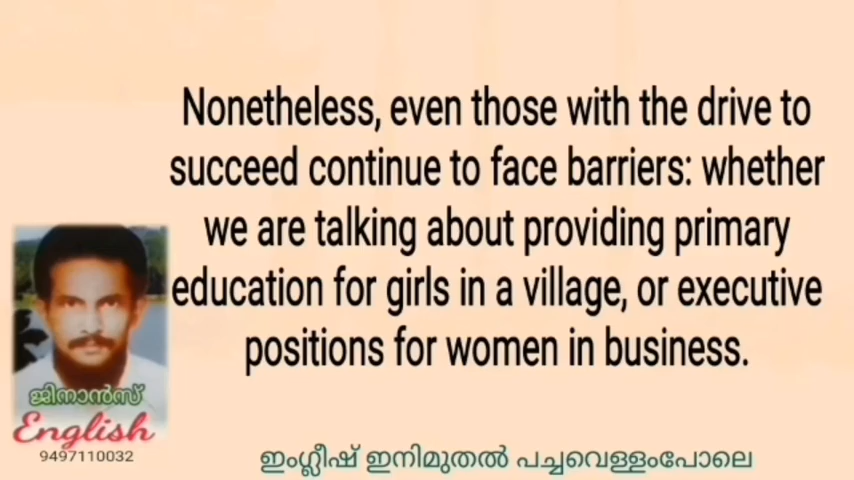 Nonetheless, even those with the drive to
succeed continue to face barriers: whether
we are talking about providing primary
education for girls in a village, or executive
positions for women in business.
ജിനാൻസ്
English
9497110032
ഇംഗ്ലീഷ് ഇനിമുതൽ പച്ചവെള്ളംപോലെ